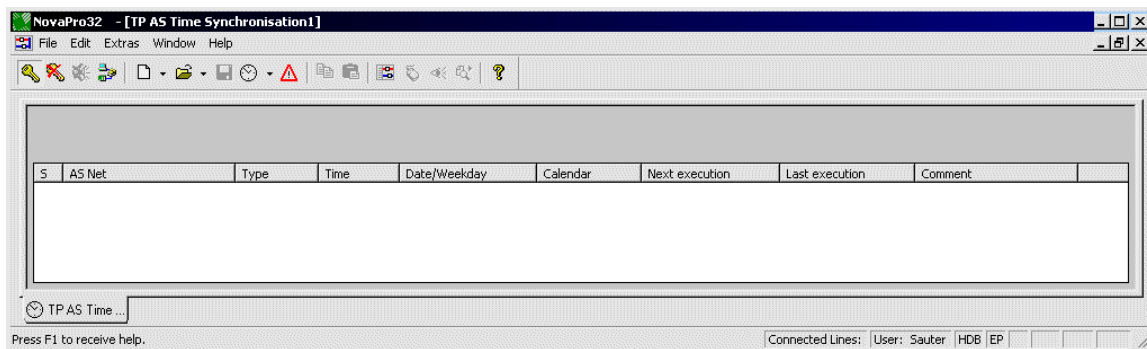 NovaPro32 - [TP AS Time Synchronisation1]
File Edit Extras Window Help
S AS Net Type Time Date/Weekday Calendar Next execution Last execution Comment
TP AS Time ...
Press F1 to receive help. Connected Lines: User: Sauter HDB EP